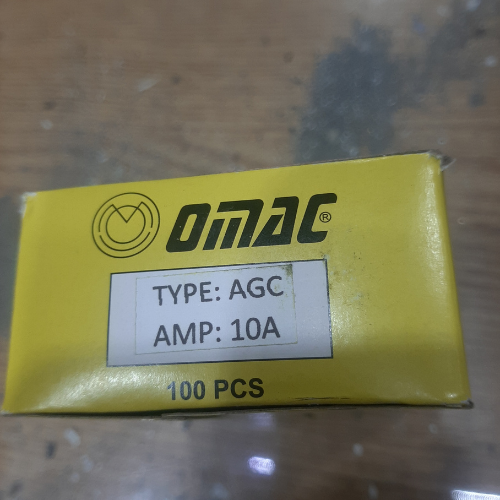 OMAC®
TYPE: AGC
AMP: 10A
100 PCS